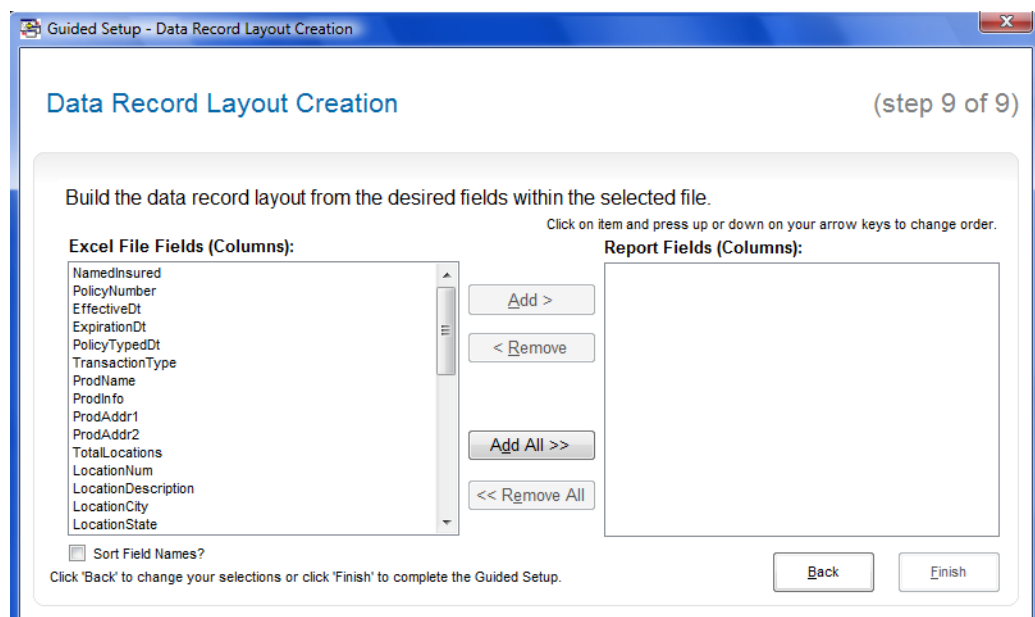 Guided Setup - Data Record Layout Creation
X
Data Record Layout Creation
(step 9 of 9)
Build the data record layout from the desired fields within the selected file.
Click on item and press up or down on your arrow keys to change order.
Excel File Fields (Columns):
NamedInsured
PolicyNumber
EffectiveDt
ExpirationDt
PolicyTypedDt
TransactionType
ProdName
ProdInfo
ProdAddr1
ProdAddr2
TotalLocations
LocationNum
LocationDescription
LocationCity
LocationState
Add >
< Remove
Add All >>
<< Remove All
Report Fields (Columns):
Sort Field Names?
Click 'Back' to change your selections or click 'Finish' to complete the Guided Setup.
Back
Finish